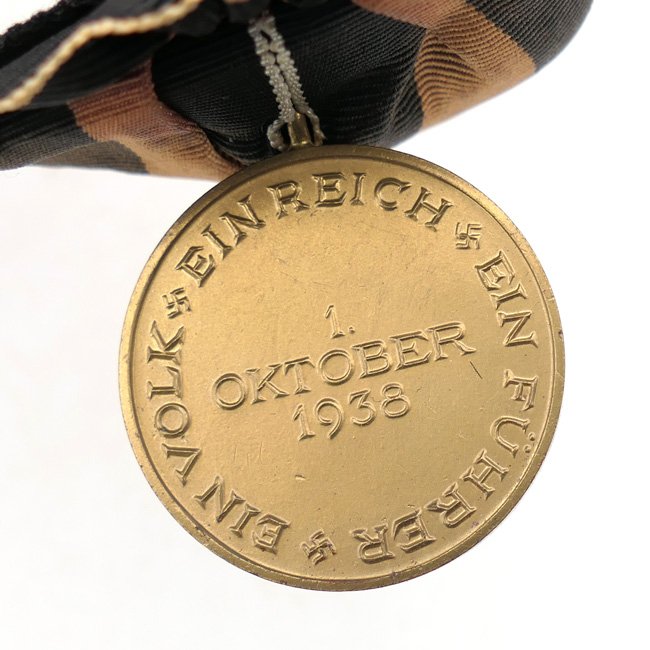 EIN VOLK EIN REICH EIN FÜHRER
1.
OKTOBER
1938